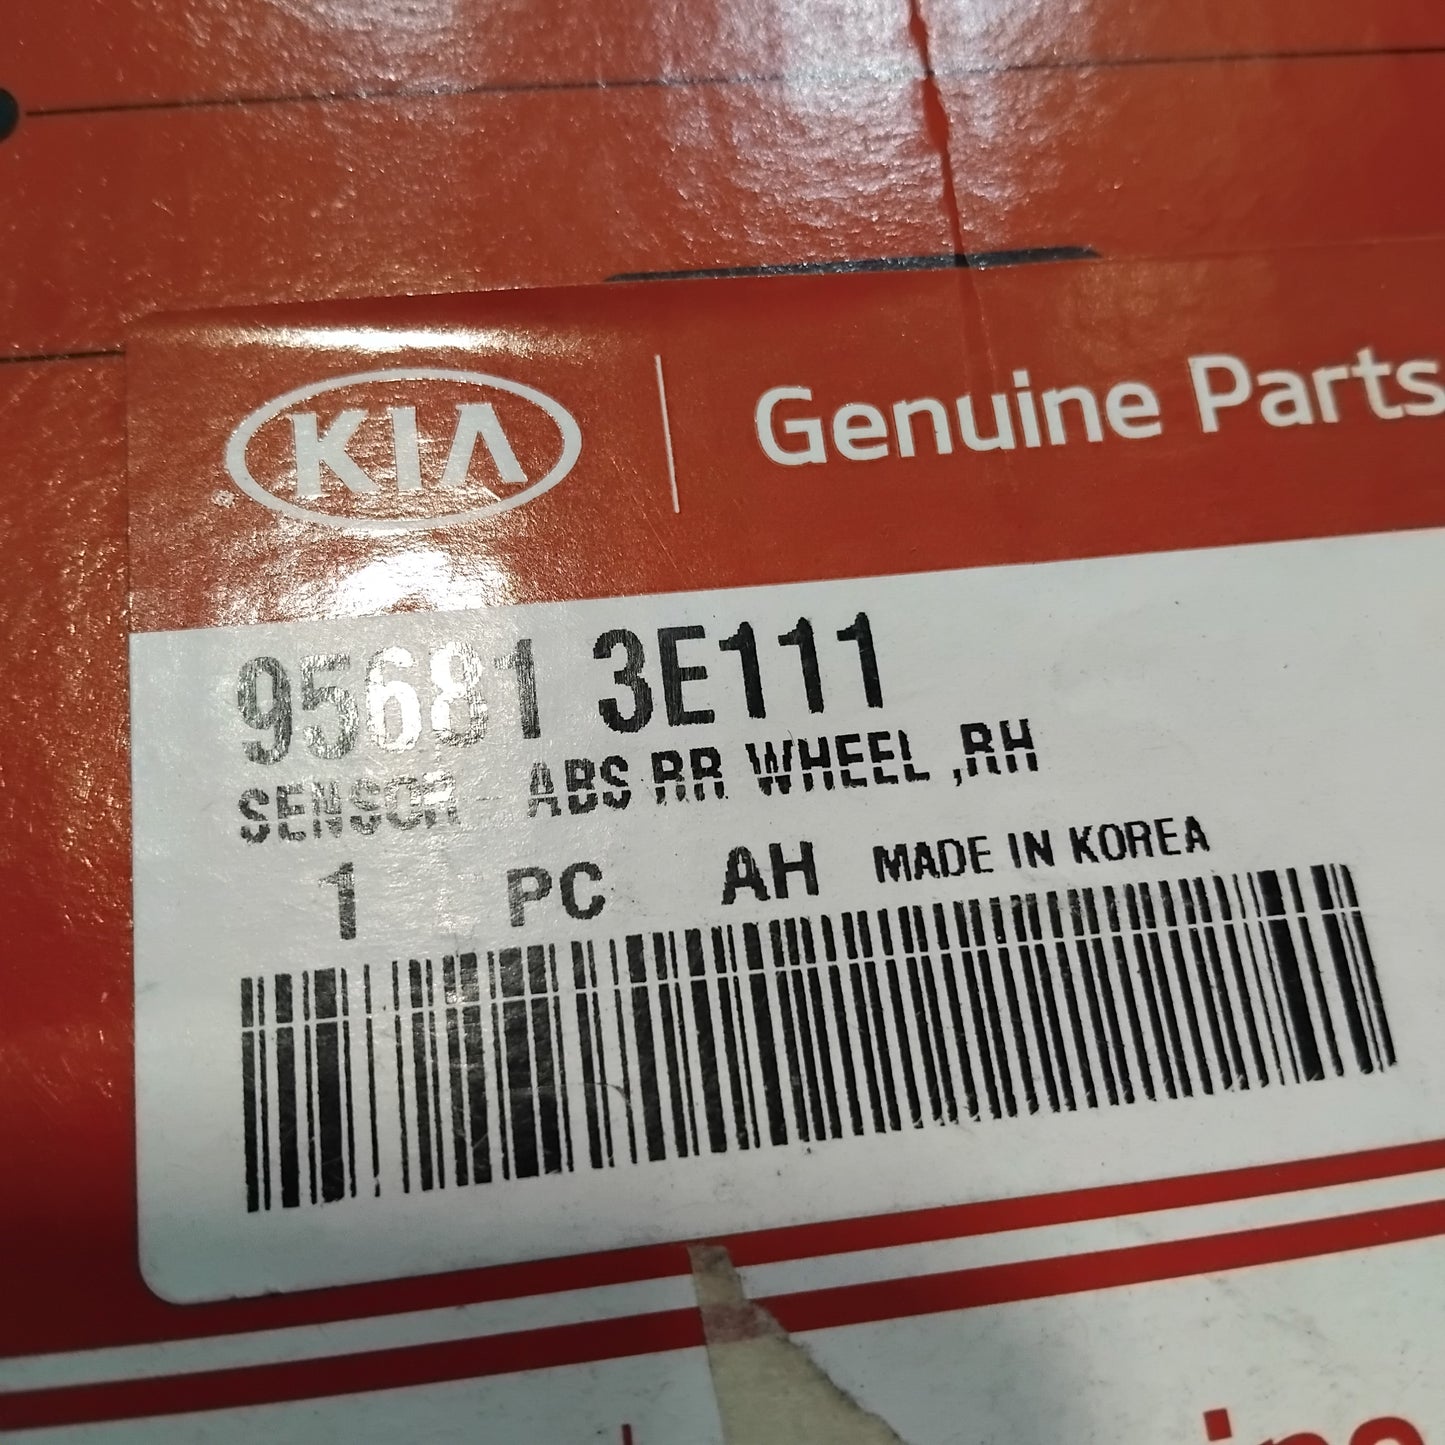 KIA
Genuine Parts
95681 3E111
SENSOR - ABS RR WHEEL ,RH
1 PC AH MADE IN KOREA